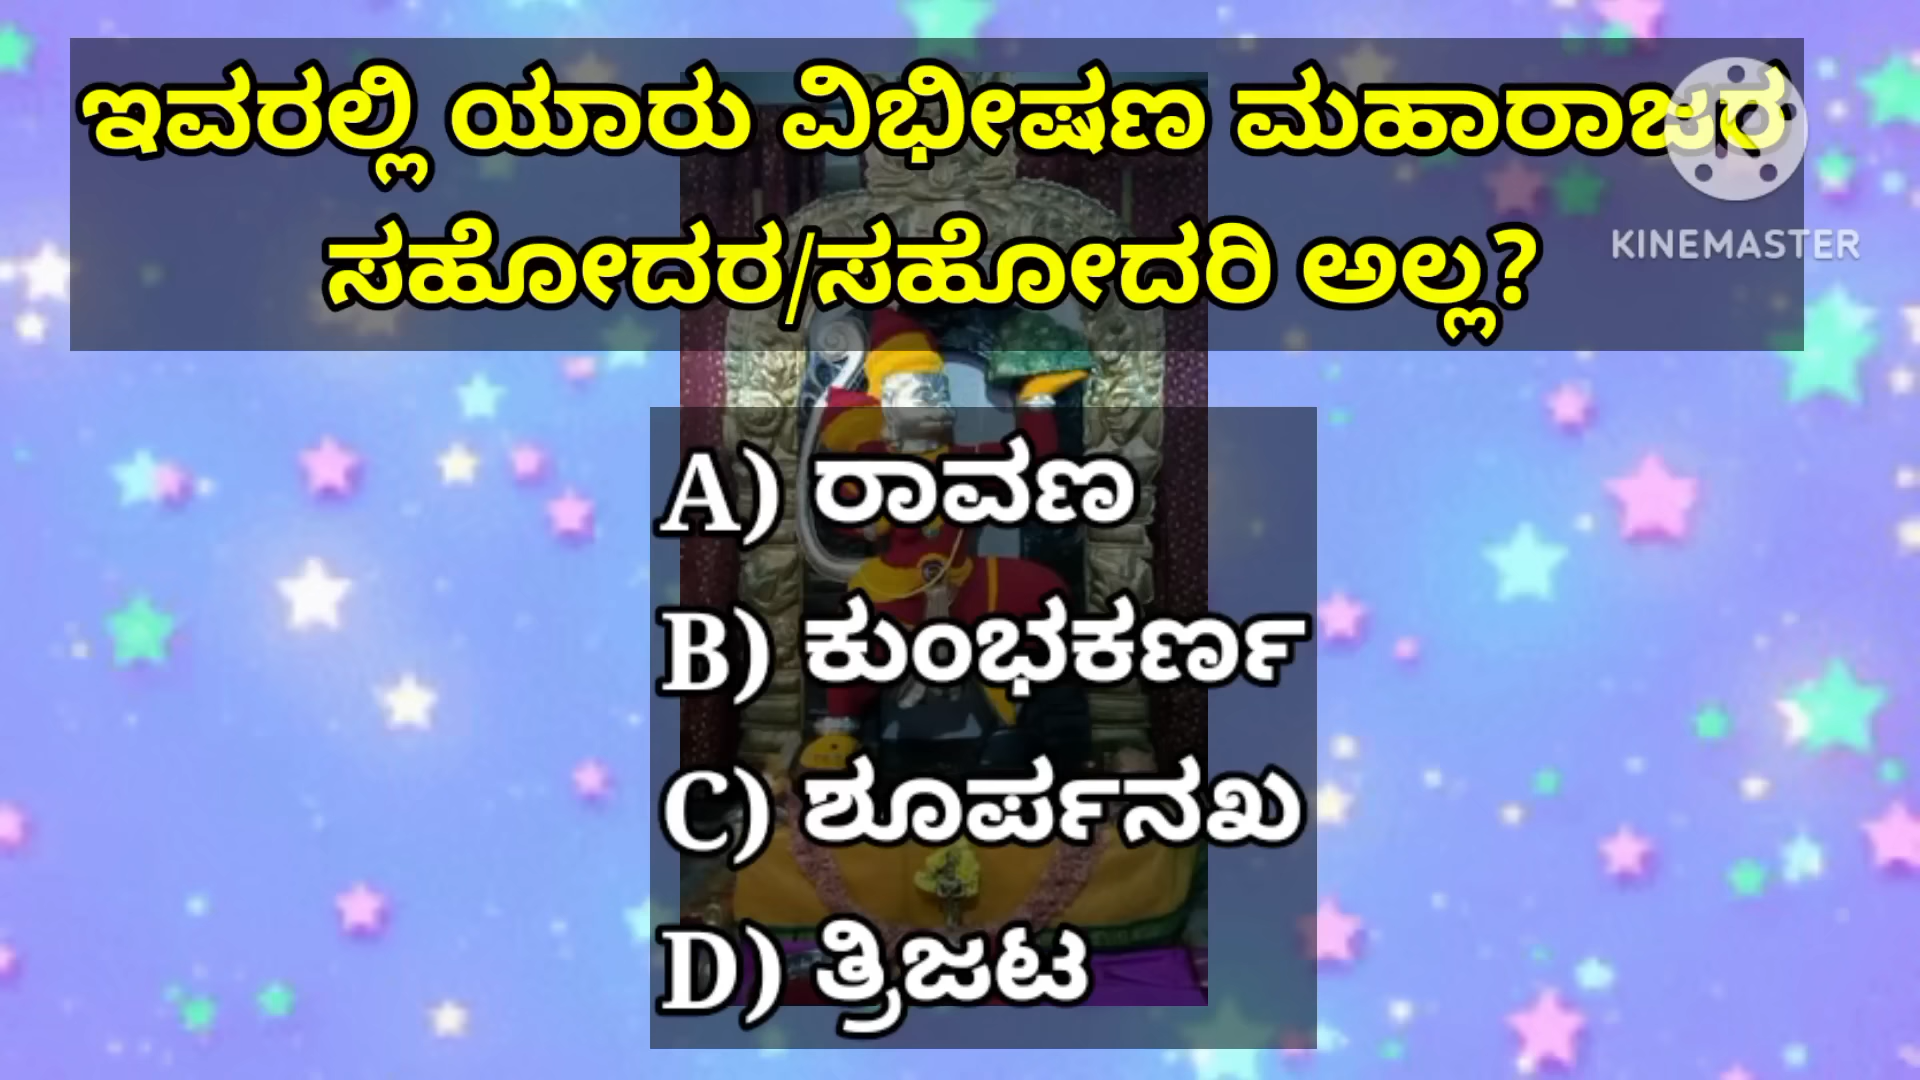 ಇವರಲ್ಲಿ ಯಾರು ವಿಭೀಷಣ ಮಹಾರಾಜರ
ಸಹೋದರ/ಸಹೋದರಿ ಅಲ್ಲ?
KINEMASTER
A) ರಾವಣ
B) ಕುಂಭಕರ್ಣ
C) ಶೂರ್ಪನಖ
D) ತ್ರಿಜಟ